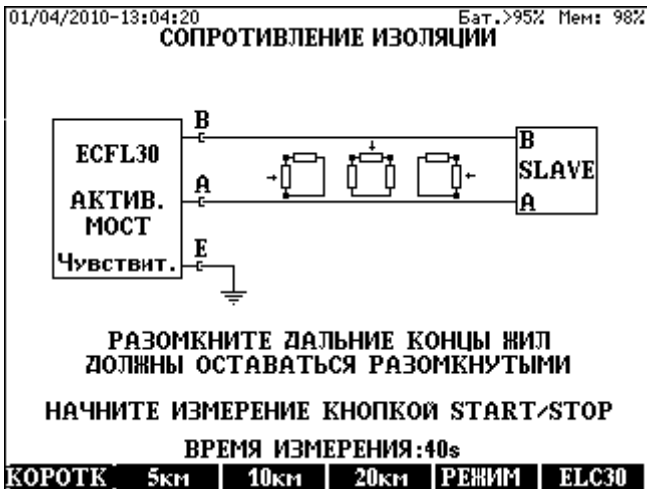 01/04/2010-13:04:20 Бат.>95% Мем: 98%
СОПРОТИВЛЕНИЕ ИЗОЛЯЦИИ
B
ECFL30
B
SLAVE
A
АКТИВ.
A
МОСТ
E
Чувствит.
РАЗОМКНИТЕ ДАЛЬНИЕ КОНЦЫ ЖИЛ
ДОЛЖНЫ ОСТАВАТЬСЯ РАЗОМКНУТЫМИ
НАЧНИТЕ ИЗМЕРЕНИЕ КНОПКОЙ START/STOP
ВРЕМЯ ИЗМЕРЕНИЯ:40s
КОРОТК 5км 10км 20км РЕЖИМ ELC30